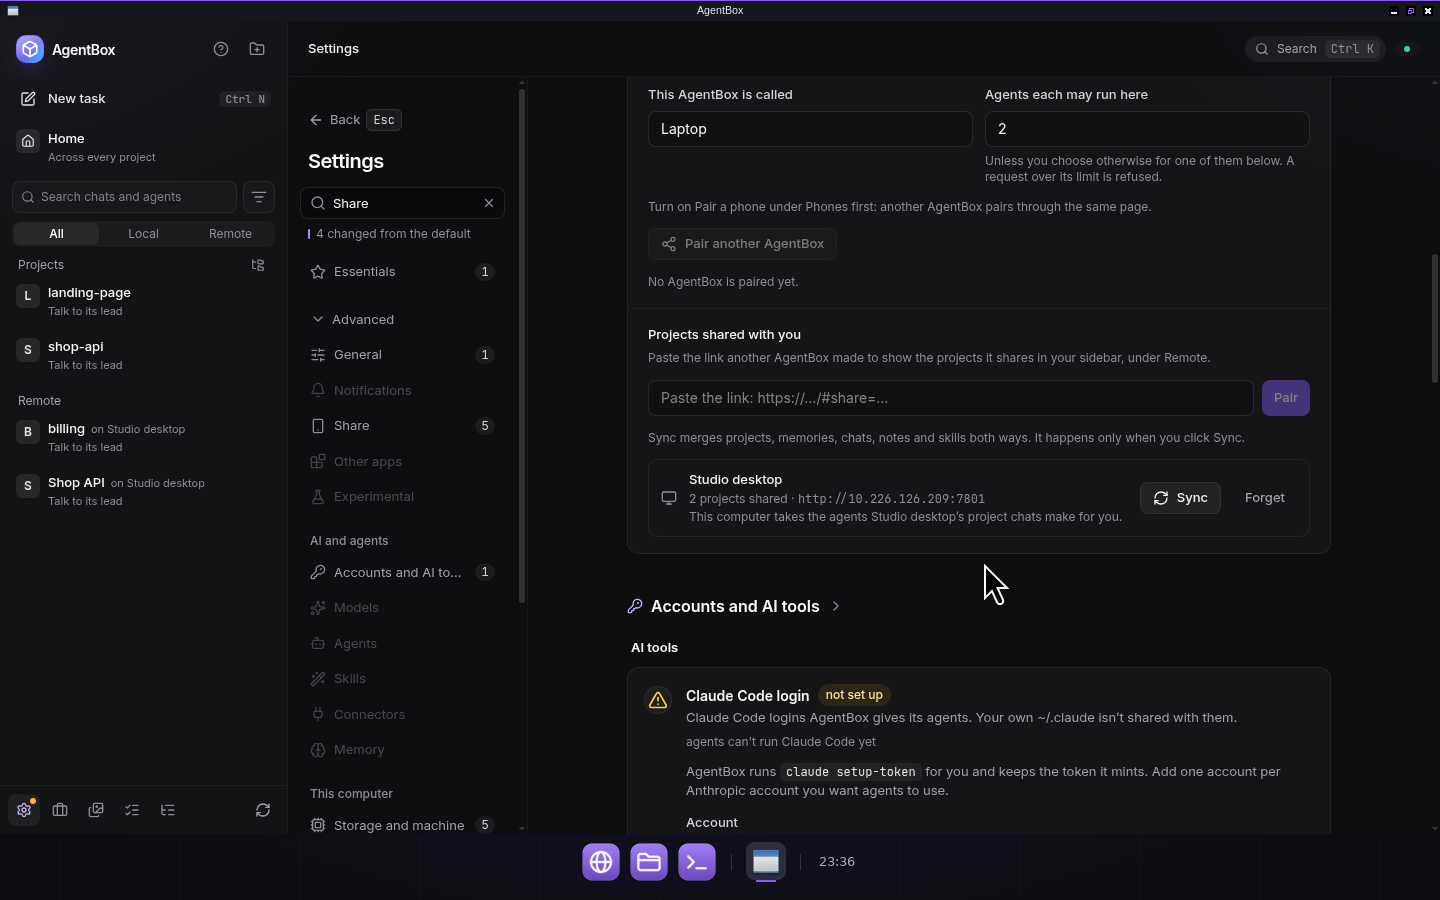 AgentBox
AgentBox
New task
Ctrl N
Home
Across every project
Search chats and agents
All
Local
Remote
Projects
L
landing-page
Talk to its lead
S
shop-api
Talk to its lead
Remote
B
billing on Studio desktop
Talk to its lead
S
Shop API on Studio desktop
Talk to its lead
Settings
Search Ctrl K
Back Esc
Settings
Share
4 changed from the default
Essentials 1
Advanced
General 1
Notifications
Share 5
Other apps
Experimental
AI and agents
Accounts and AI to... 1
Models
Agents
Skills
Connectors
Memory
This computer
Storage and machine 5
This AgentBox is called
Laptop
Agents each may run here
2
Unless you choose otherwise for one of them below. A
request over its limit is refused.
Turn on Pair a phone under Phones first: another AgentBox pairs through the same page.
Pair another AgentBox
No AgentBox is paired yet.
Projects shared with you
Paste the link another AgentBox made to show the projects it shares in your sidebar, under Remote.
Paste the link: https://.../#share=...
Pair
Sync merges projects, memories, chats, notes and skills both ways. It happens only when you click Sync.
Studio desktop
2 projects shared · http://10.226.126.209:7801
This computer takes the agents Studio desktop’s project chats make for you.
Sync
Forget
Accounts and AI tools
AI tools
Claude Code login not set up
Claude Code logins AgentBox gives its agents. Your own ~/.claude isn’t shared with them.
agents can't run Claude Code yet
AgentBox runs claude setup-token for you and keeps the token it mints. Add one account per
Anthropic account you want agents to use.
Account
23:36